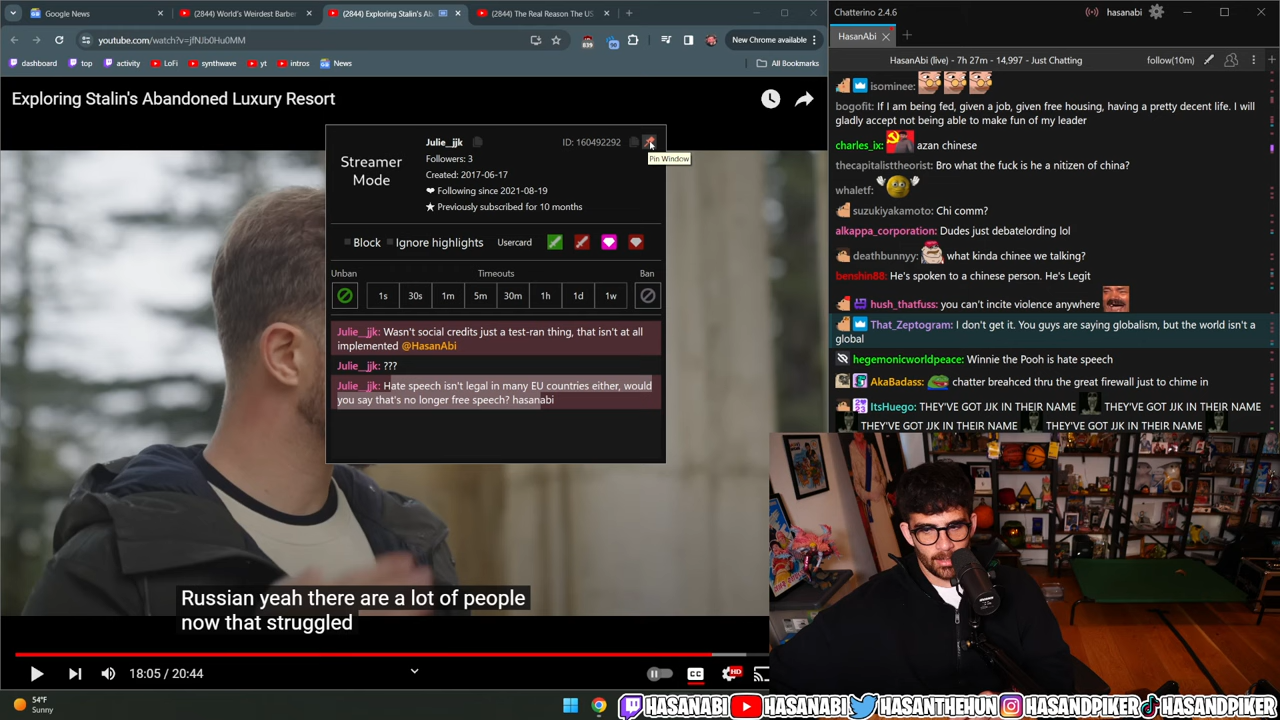 Google News
(2844) World's Weirdest Barber
(2844) Exploring Stalin's Ab
(2844) The Real Reason The US
youtube.com/watch?v=jfNJb0Hu0MM
839
New Chrome available
dashboard
top
activity
LoFi
synthwave
yt
intros
News
All Bookmarks
Exploring Stalin's Abandoned Luxury Resort
Streamer
Mode
Julie__jjk
ID: 160492292
Pin Window
Followers: 3
Created: 2017-06-17
❤ Following since 2021-08-19
★ Previously subscribed for 10 months
Block
Ignore highlights
Usercard
Unban
Timeouts
Ban
1s
30s
1m
5m
30m
1h
1d
1w
Julie__jjk: Wasn't social credits just a test-ran thing, that isn't at all
implemented @HasanAbi
Julie__jjk: ???
Julie__jjk: Hate speech isn't legal in many EU countries either, would
you say that's no longer free speech? hasanabi
Russian yeah there are a lot of people
now that struggled
18:05 / 20:44
CC
HD
54°F
Sunny
Chatterino 2.4.6
hasanabi
HasanAbi
HasanAbi (live) - 7h 27m - 14,997 - Just Chatting
follow(10m)
isominee:
bogofit: If I am being fed, given a job, given free housing, having a pretty decent life. I will
gladly accept not being able to make fun of my leader
charles_ix: azan chinese
thecapitalisttheorist: Bro what the fuck is he a nitizen of china?
whaletf:
suzukiyakamoto: Chi comm?
alkappa_corporation: Dudes just debatelording lol
deathbunnyy: what kinda chinee we talking?
benshin88: He's spoken to a chinese person. He's Legit
hush_thatfuss: you can't incite violence anywhere
That_Zeptogram: I don't get it. You guys are saying globalism, but the world isn't a
global
hegemonicworldpeace: Winnie the Pooh is hate speech
AkaBadass: chatter breahced thru the great firewall just to chime in
ItsHuego: THEY'VE GOT JJK IN THEIR NAME THEY'VE GOT JJK IN THEIR NAME
THEY'VE GOT JJK IN THEIR NAME THEY'VE GOT JJK IN THEIR NAME
HASANABI
HASANABI
HASANTHEHUN
HASANDPIKER
HASANDPIKER